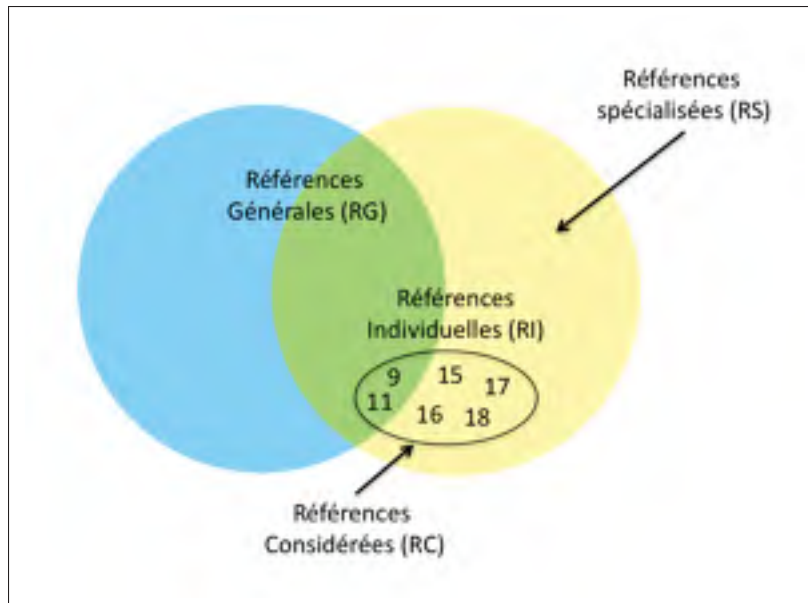 Références
spécialisées (RS)
Références
Générales (RG)
Références
Individuelles (RI)
9 15 17
11 16 18
Références
Considérées (RC)